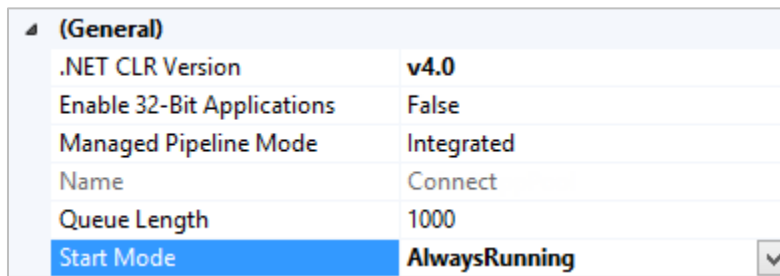 (General)
.NET CLR Version v4.0
Enable 32-Bit Applications False
Managed Pipeline Mode Integrated
Name Connect
Queue Length 1000
Start Mode AlwaysRunning